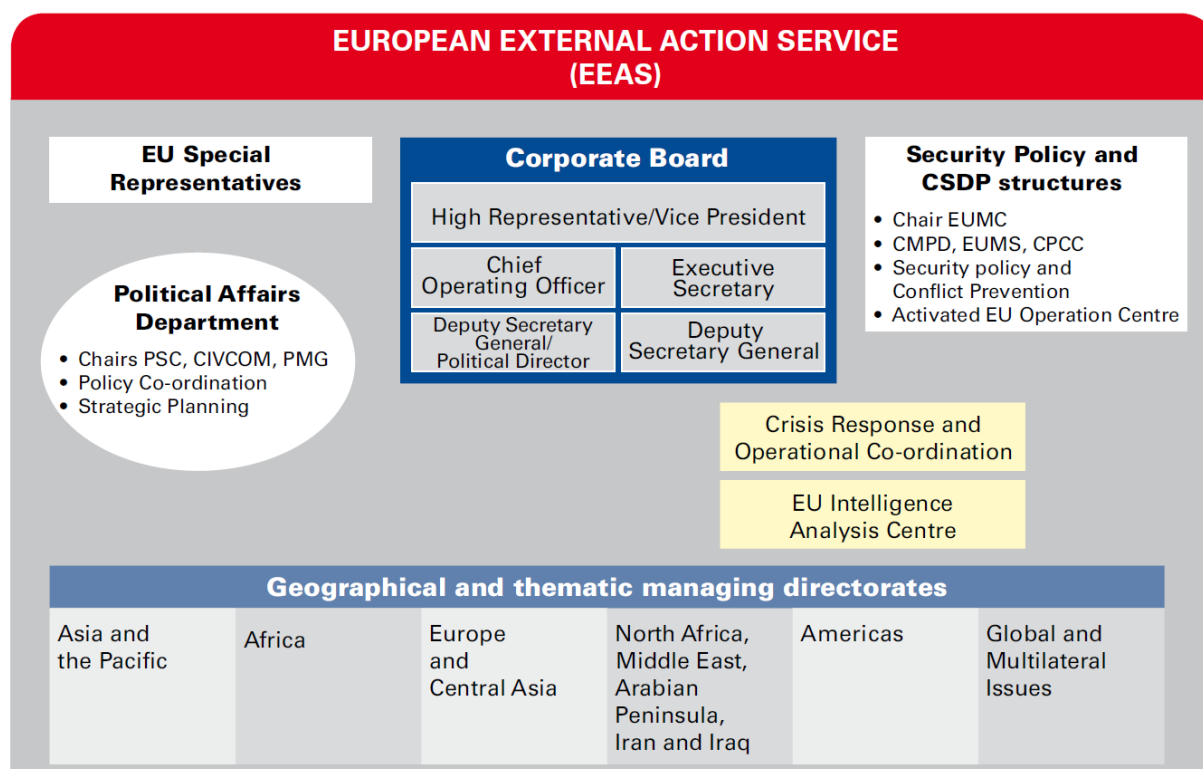 EUROPEAN EXTERNAL ACTION SERVICE
(EEAS)
EU Special
Representatives
Corporate Board
High Representative/Vice President
Chief
Operating Officer
Executive
Secretary
Deputy Secretary
General/
Political Director
Deputy
Secretary General
Security Policy and
CSDP structures
• Chair EUMC
• CMPD, EUMS, CPCC
• Security policy and
Conflict Prevention
• Activated EU Operation Centre
Political Affairs
Department
• Chairs PSC, CIVCOM, PMG
• Policy Co-ordination
• Strategic Planning
Crisis Response and
Operational Co-ordination
EU Intelligence
Analysis Centre
Geographical and thematic managing directorates
Asia and
the Pacific
Africa
Europe
and
Central Asia
North Africa,
Middle East,
Arabian
Peninsula,
Iran and Iraq
Americas
Global and
Multilateral
Issues